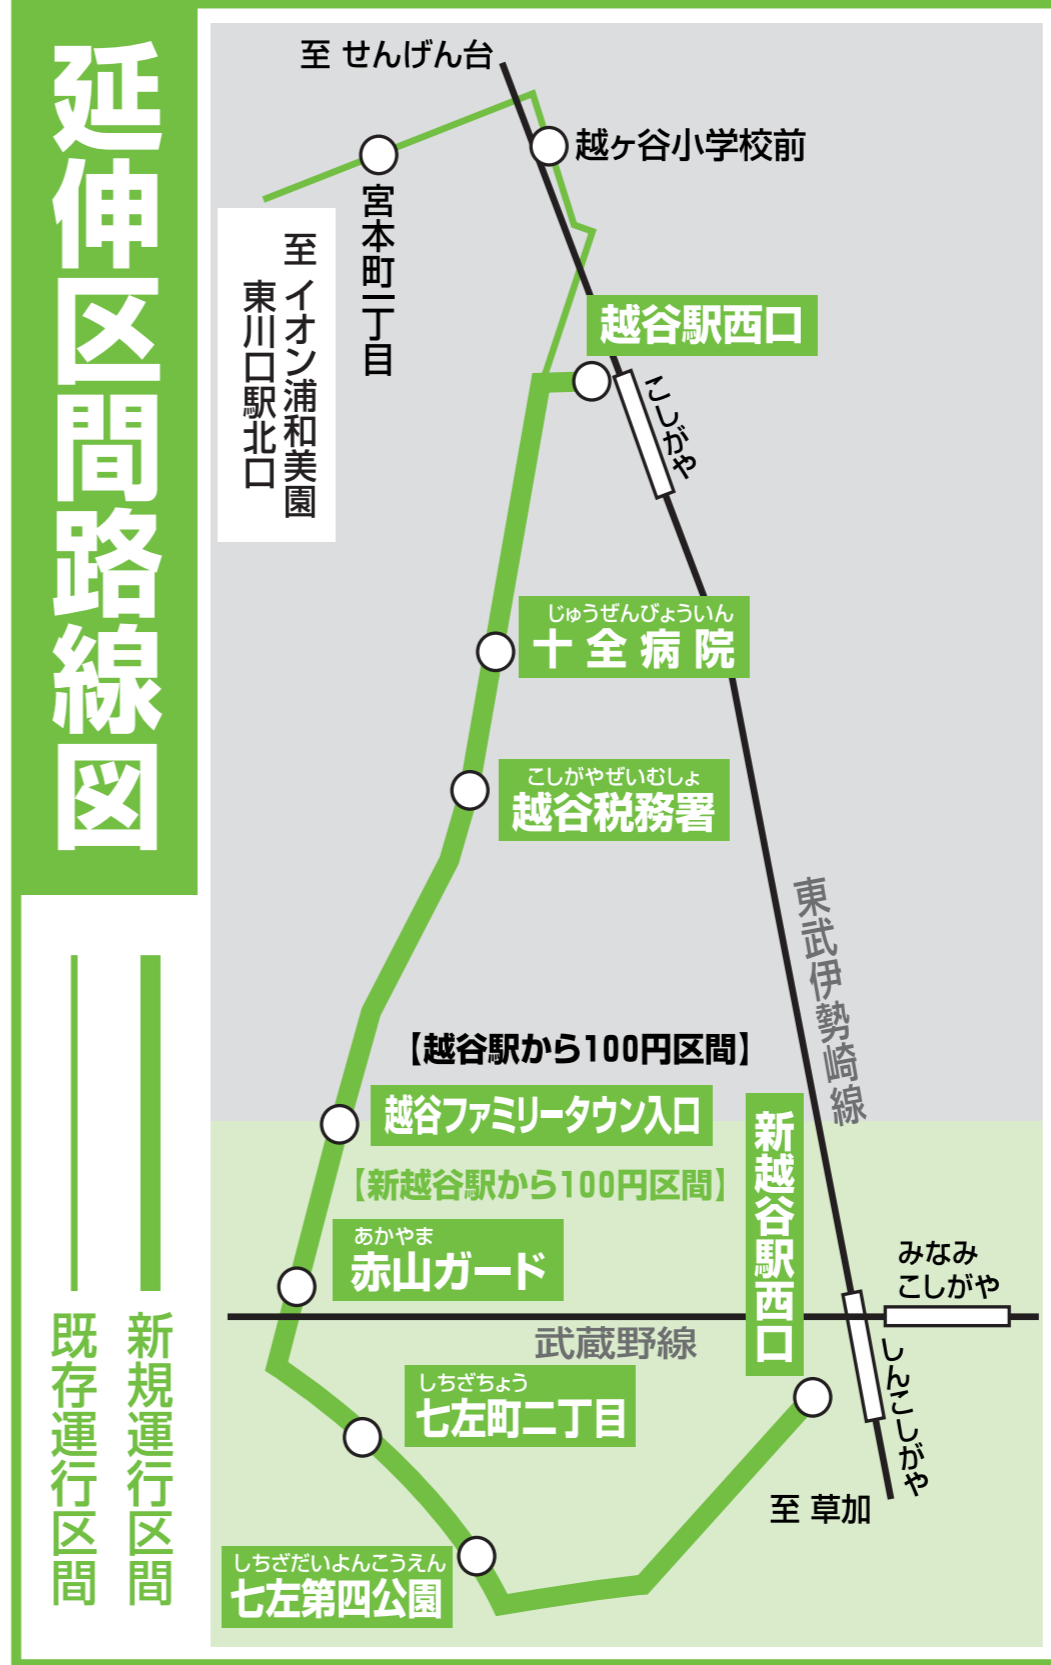 延伸区間路線図
新規運行区間
既存運行区間
至 せんげん台
越ヶ谷小学校前
宮本町一丁目
至 イオン浦和美園
東川口駅北口
越谷駅西口
こしがや
じゅうぜんびょういん
十全病院
こしがやぜいむしょ
越谷税務署
東武伊勢崎線
【越谷駅から100円区間】
越谷ファミリータウン入口
【新越谷駅から100円区間】
新越谷駅西口
あかやま
赤山ガード
みなみ
こしがや
武蔵野線
しんこしがや
しちざちょう
七左町二丁目
至 草加
しちざだいよんこうえん
七左第四公園